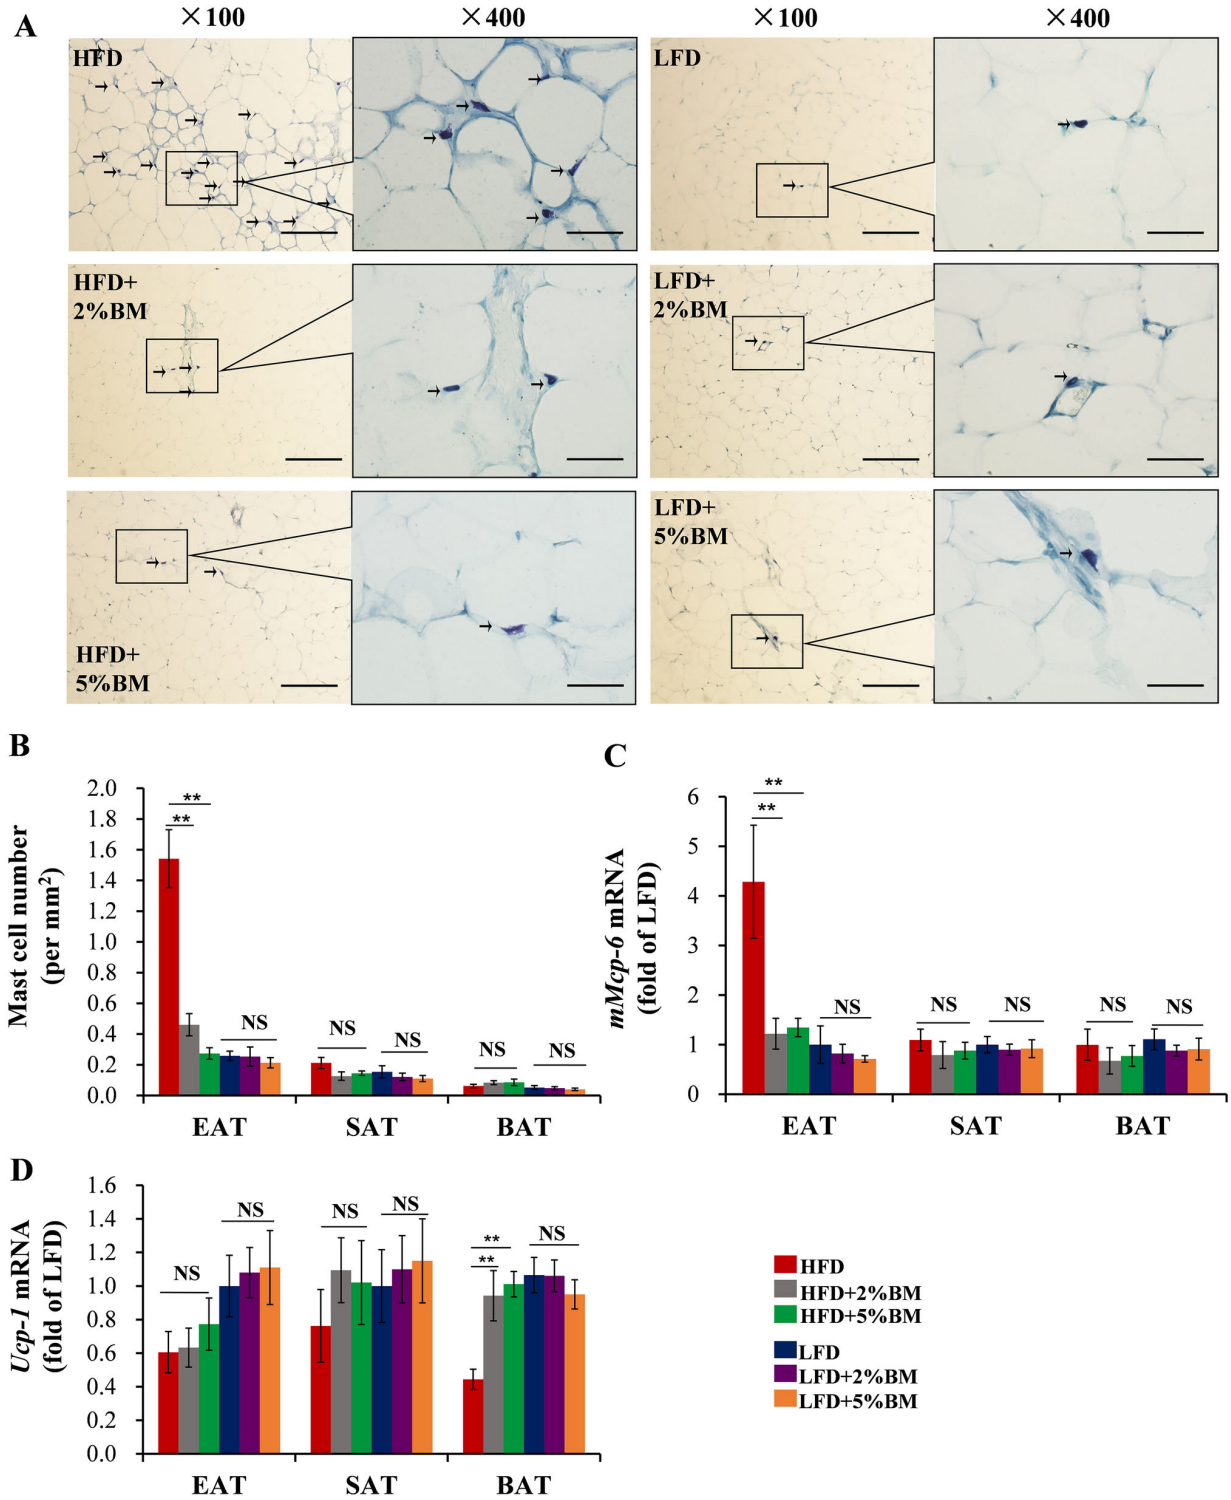 A
×100
×400
×100
×400
HFD
LFD
HFD+
2%BM
LFD+
2%BM
HFD+
5%BM
LFD+
5%BM
B
Mast cell number
(per mm²)
2.0
1.8
1.6
1.4
1.2
1.0
0.8
0.6
0.4
0.2
0.0
**
**
NS
NS
NS
NS
NS
EAT
SAT
BAT
C
mMcp-6 mRNA
(fold of LFD)
6
5
4
3
2
1
0
**
**
NS
NS
NS
NS
NS
EAT
SAT
BAT
D
Ucp-1 mRNA
(fold of LFD)
1.6
1.4
1.2
1.0
0.8
0.6
0.4
0.2
0.0
NS
NS
NS
NS
**
**
NS
EAT
SAT
BAT
HFD
HFD+2%BM
HFD+5%BM
LFD
LFD+2%BM
LFD+5%BM